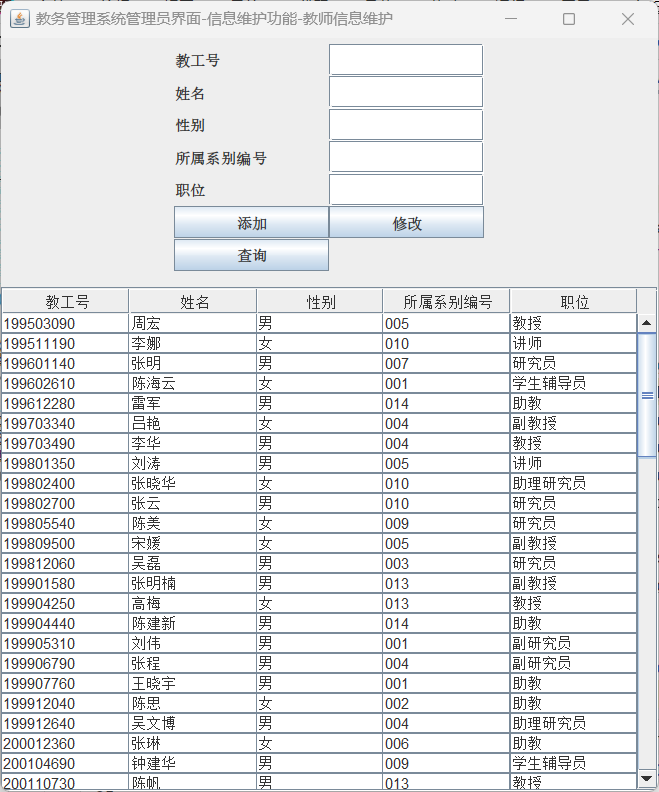 教务管理系统管理员界面-信息维护功能-教师信息维护
教工号
姓名
性别
所属系别编号
职位
添加 修改
查询
教工号 姓名 性别 所属系别编号 职位
199503090 周宏 男 005 教授
199511190 李娜 女 010 讲师
199601140 张明 男 007 研究员
199602610 陈海云 女 001 学生辅导员
199612280 雷军 男 014 助教
199703340 吕艳 女 004 副教授
199703490 李华 男 004 教授
199801350 刘涛 男 005 讲师
199802400 张晓华 女 010 助理研究员
199802700 张云 男 010 研究员
199805540 陈美 女 009 研究员
199809500 宋媛 女 005 副教授
199812060 吴磊 男 003 研究员
199901580 张明楠 男 013 副教授
199904250 高梅 女 013 教授
199904440 陈建新 男 014 助教
199905310 刘伟 男 001 副研究员
199906790 张程 男 004 副研究员
199907760 王晓宇 男 001 助教
199912040 陈思 女 002 助教
199912640 吴文博 男 004 助理研究员
200012360 张琳 女 006 助教
200104690 钟建华 男 009 学生辅导员
200110730 陈帆 男 013 教授